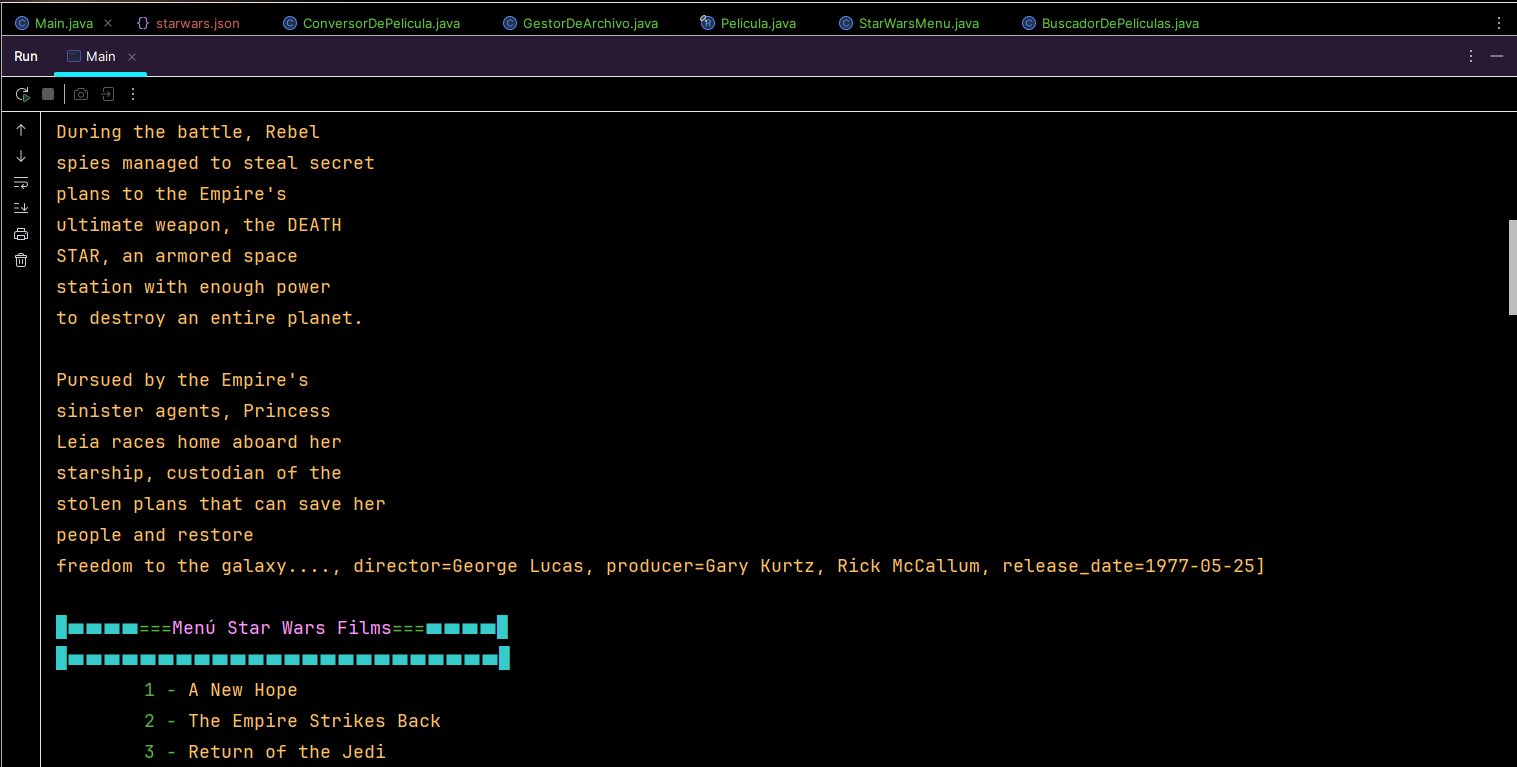 Main.java
starwars.json
ConversorDePelicula.java
GestorDeArchivo.java
Pelicula.java
StarWarsMenu.java
BuscadorDePeliculas.java
Run Main
During the battle, Rebel
spies managed to steal secret
plans to the Empire's
ultimate weapon, the DEATH
STAR, an armored space
station with enough power
to destroy an entire planet.
Pursued by the Empire's
sinister agents, Princess
Leia races home aboard her
starship, custodian of the
stolen plans that can save her
people and restore
freedom to the galaxy...., director=George Lucas, producer=Gary Kurtz, Rick McCallum, release_date=1977-05-25]
===Menú Star Wars Films===
1 - A New Hope
2 - The Empire Strikes Back
3 - Return of the Jedi